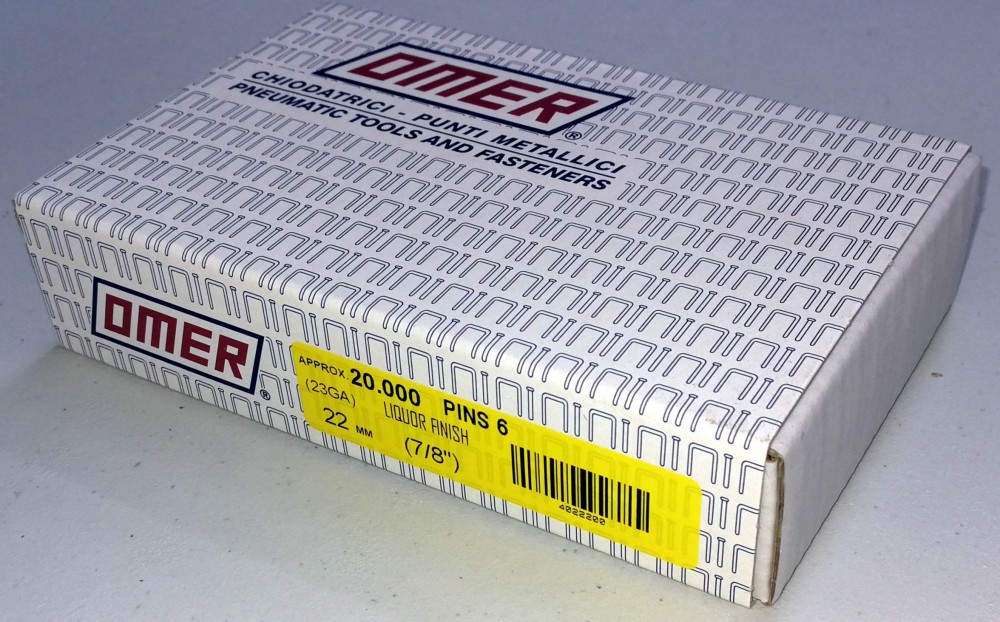 OMER®
CHIODATRICI - PUNTI METALLICI
PNEUMATIC TOOLS AND FASTENERS
OMER®
APPROX. 20.000 PINS 6
(23GA) LIQUOR FINISH
22 MM (7/8")
4022200